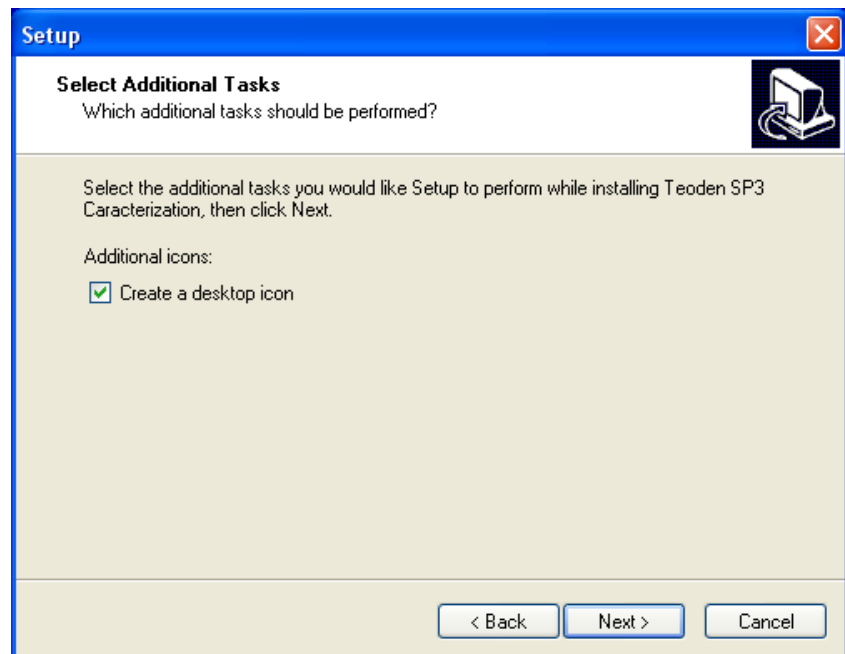 Setup
Select Additional Tasks
Which additional tasks should be performed?
Select the additional tasks you would like Setup to perform while installing Teoden SP3
Caracterization, then click Next.
Additional icons:
Create a desktop icon
< Back
Next >
Cancel